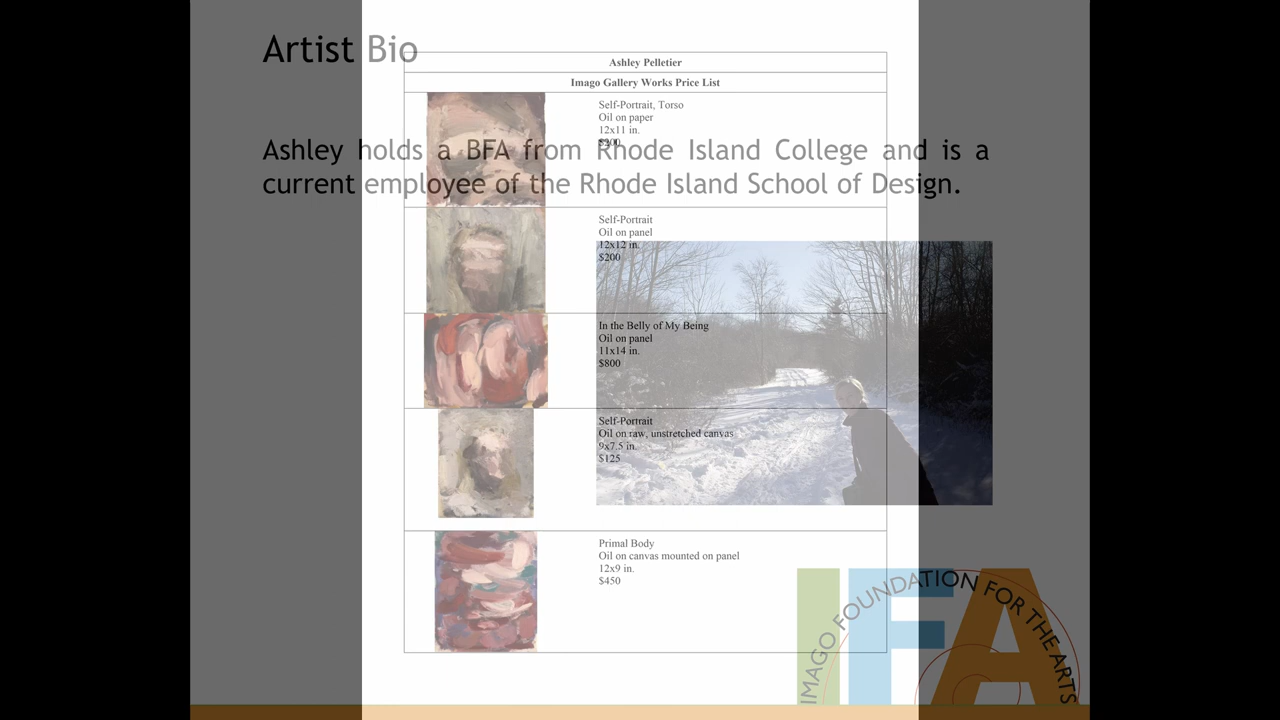 Artist Bio
Ashley holds a BFA from Rhode Island College and is a
current employee of the Rhode Island School of Design.
Ashley Pelletier
Imago Gallery Works Price List
Self-Portrait, Torso
Oil on paper
12x11 in.
$200
Self-Portrait
Oil on panel
12x12 in.
$200
In the Belly of My Being
Oil on panel
11x14 in.
$800
Self-Portrait
Oil on raw, unstretched canvas
9x7.5 in.
$125
Primal Body
Oil on canvas mounted on panel
12x9 in.
$450
IMAGO FOUNDATION FOR THE ARTS
IFA